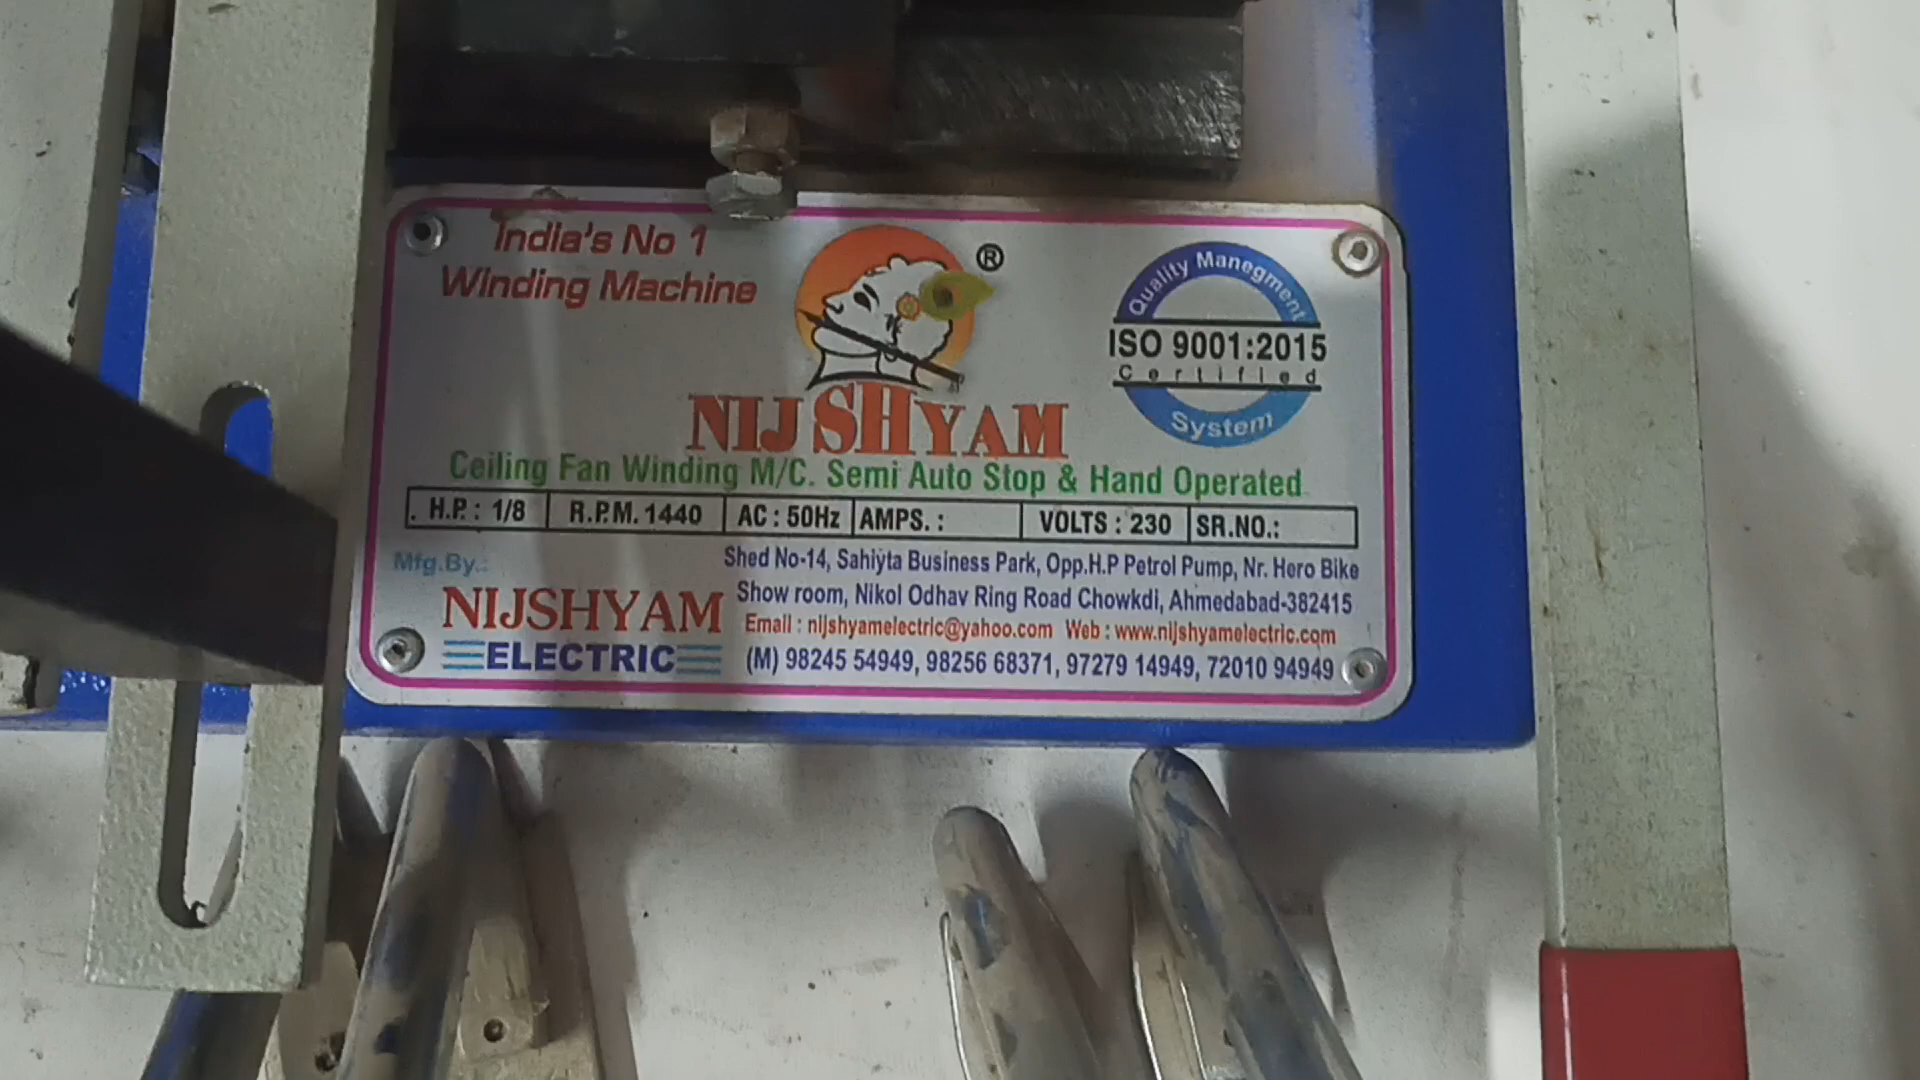 India's No 1
Winding Machine
®
NIJ SHYAM
Quality Manegment
ISO 9001:2015
Certified
System
Ceiling Fan Winding M/C. Semi Auto Stop & Hand Operated
H.P. : 1/8 R.P.M. 1440 AC : 50Hz AMPS. : VOLTS : 230 SR.NO.:
Mfg.By.:
NIJSHYAM
ELECTRIC
Shed No-14, Sahiyta Business Park, Opp.H.P Petrol Pump, Nr. Hero Bike
Show room, Nikol Odhav Ring Road Chowkdi, Ahmedabad-382415
Email : nijshyamelectric@yahoo.com Web : www.nijshyamelectric.com
(M) 98245 54949, 98256 68371, 97279 14949, 72010 94949